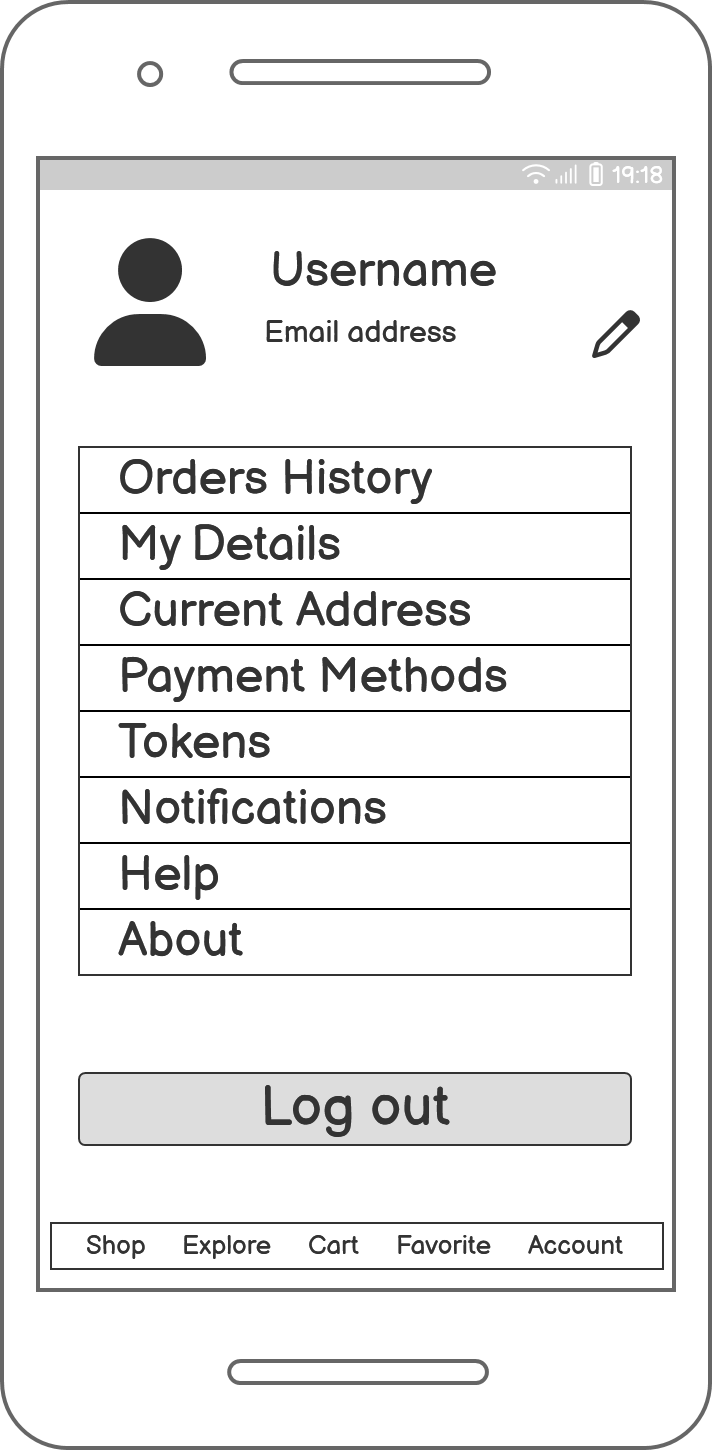 19:18
Username
Email address
Orders History
My Details
Current Address
Payment Methods
Tokens
Notifications
Help
About
Log out
Shop Explore Cart Favorite Account